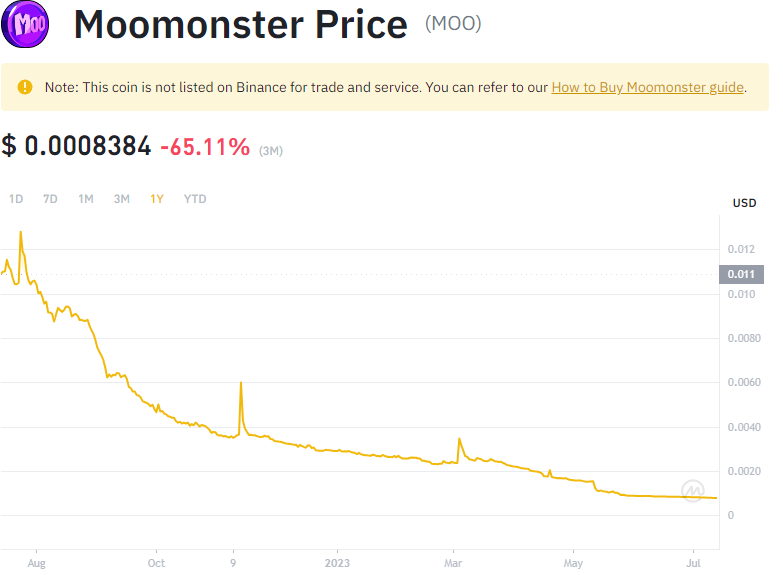 MOO
Moomonster Price (MOO)
Note: This coin is not listed on Binance for trade and service. You can refer to our How to Buy Moomonster guide.
$ 0.0008384 -65.11% (3M)
1D 7D 1M 3M 1Y YTD
USD
0.012
0.011
0.010
0.0080
0.0060
0.0040
0.0020
0
Aug Oct 9 2023 Mar May Jul